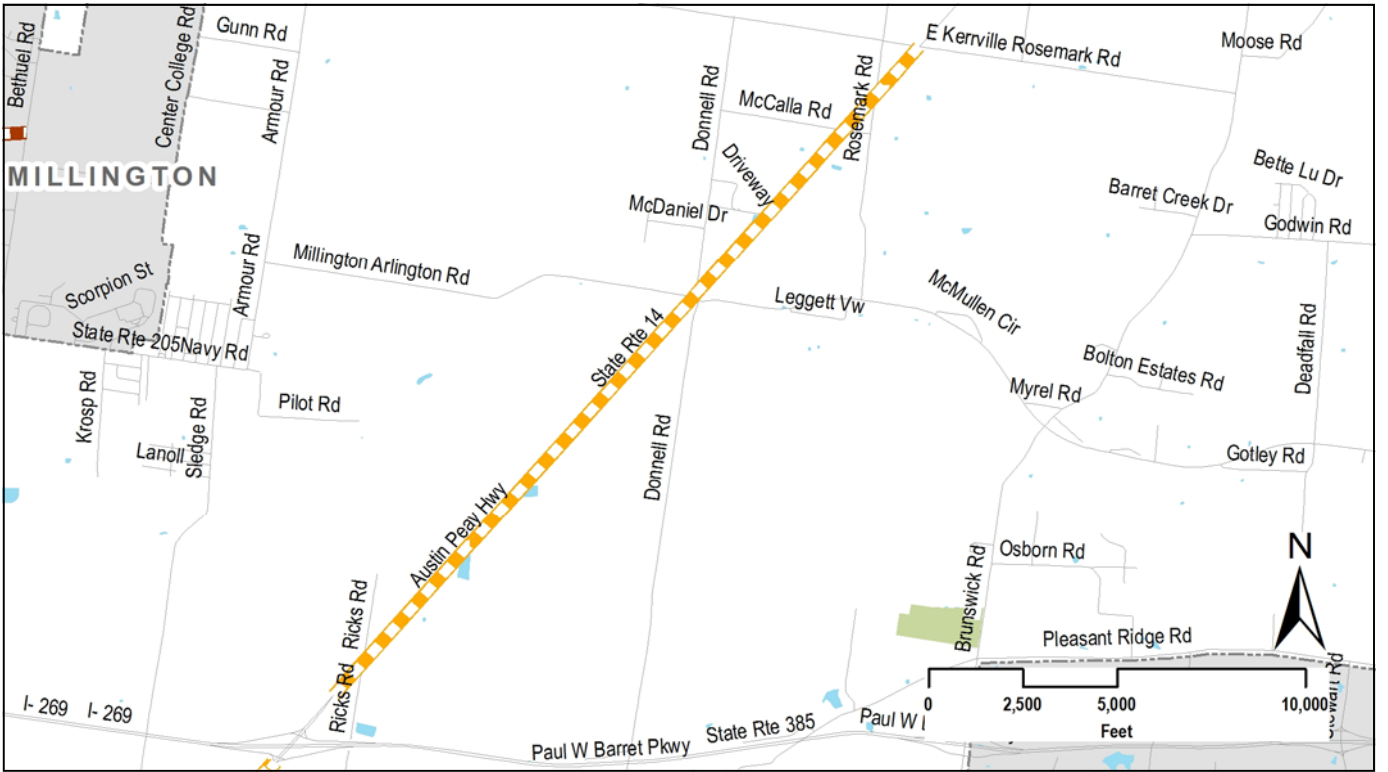 Bethuel Rd
Center College Rd
Gunn Rd
Armour Rd
MILLINGTON
Donnell Rd
McCalla Rd
Rosemark Rd
E Kerrville Rosemark Rd
Moose Rd
Driveway
McDaniel Dr
Bette Lu Dr
Barret Creek Dr
Godwin Rd
Armour Rd
Millington Arlington Rd
Scorpion St
Leggett Vw
McMullen Cir
State Rte 205
Navy Rd
State Rte 14
Deadfall Rd
Bolton Estates Rd
Myrel Rd
Krosp Rd
Sledge Rd
Pilot Rd
Lanoll
Donnell Rd
Gotley Rd
Austin Peay Hwy
Osborn Rd
N
Ricks Rd
Brunswick Rd
Pleasant Ridge Rd
Ricks Rd
I- 269
I- 269
Paul W Barret Pkwy
State Rte 385
Paul W
0
2,500
5,000
10,000
Feet